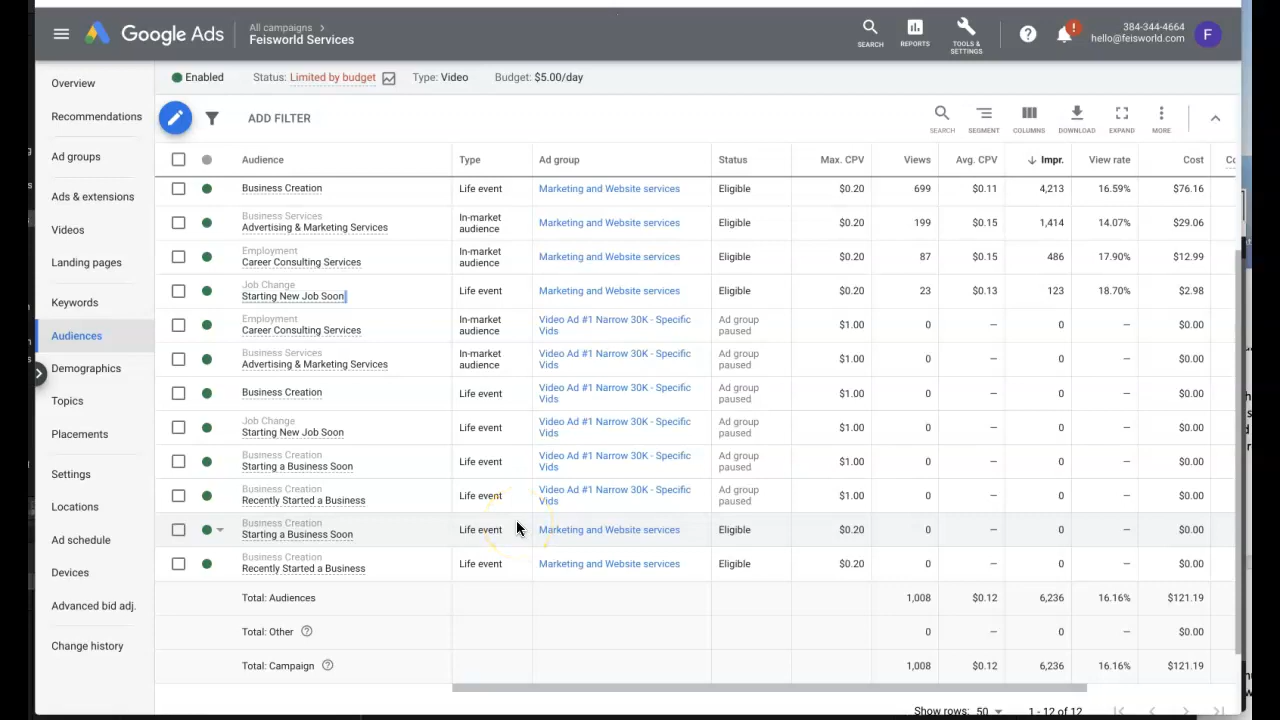 Google Ads
All campaigns >
Feisworld Services
SEARCH
REPORTS
TOOLS &
SETTINGS
?
!
384-344-4664
hello@feisworld.com
F
Overview
Recommendations
Ad groups
Ads & extensions
Videos
Landing pages
Keywords
Audiences
Demographics
Topics
Placements
Settings
Locations
Ad schedule
Devices
Advanced bid adj.
Change history
Enabled Status: Limited by budget Type: Video Budget: $5.00/day
ADD FILTER
SEARCH SEGMENT COLUMNS DOWNLOAD EXPAND MORE
Audience Type Ad group Status Max. CPV Views Avg. CPV Impr. View rate Cost
Business Creation Life event Marketing and Website services Eligible $0.20 699 $0.11 4,213 16.59% $76.16
Business Services
Advertising & Marketing Services In-market audience Marketing and Website services Eligible $0.20 199 $0.15 1,414 14.07% $29.06
Employment
Career Consulting Services In-market audience Marketing and Website services Eligible $0.20 87 $0.15 486 17.90% $12.99
Job Change
Starting New Job Soon Life event Marketing and Website services Eligible $0.20 23 $0.13 123 18.70% $2.98
Employment
Career Consulting Services In-market audience Video Ad #1 Narrow 30K - Specific Vids Ad group paused $1.00 0 – 0 – $0.00
Business Services
Advertising & Marketing Services In-market audience Video Ad #1 Narrow 30K - Specific Vids Ad group paused $1.00 0 – 0 – $0.00
Business Creation Life event Video Ad #1 Narrow 30K - Specific Vids Ad group paused $1.00 0 – 0 – $0.00
Job Change
Starting New Job Soon Life event Video Ad #1 Narrow 30K - Specific Vids Ad group paused $1.00 0 – 0 – $0.00
Business Creation
Starting a Business Soon Life event Video Ad #1 Narrow 30K - Specific Vids Ad group paused $1.00 0 – 0 – $0.00
Business Creation
Recently Started a Business Life event Video Ad #1 Narrow 30K - Specific Vids Ad group paused $1.00 0 – 0 – $0.00
Business Creation
Starting a Business Soon Life event Marketing and Website services Eligible $0.20 0 – 0 – $0.00
Business Creation
Recently Started a Business Life event Marketing and Website services Eligible $0.20 0 – 0 – $0.00
Total: Audiences 1,008 $0.12 6,236 16.16% $121.19
Total: Other ? 0 – 0 – $0.00
Total: Campaign ? 1,008 $0.12 6,236 16.16% $121.19
Show rows: 50 1 - 12 of 12